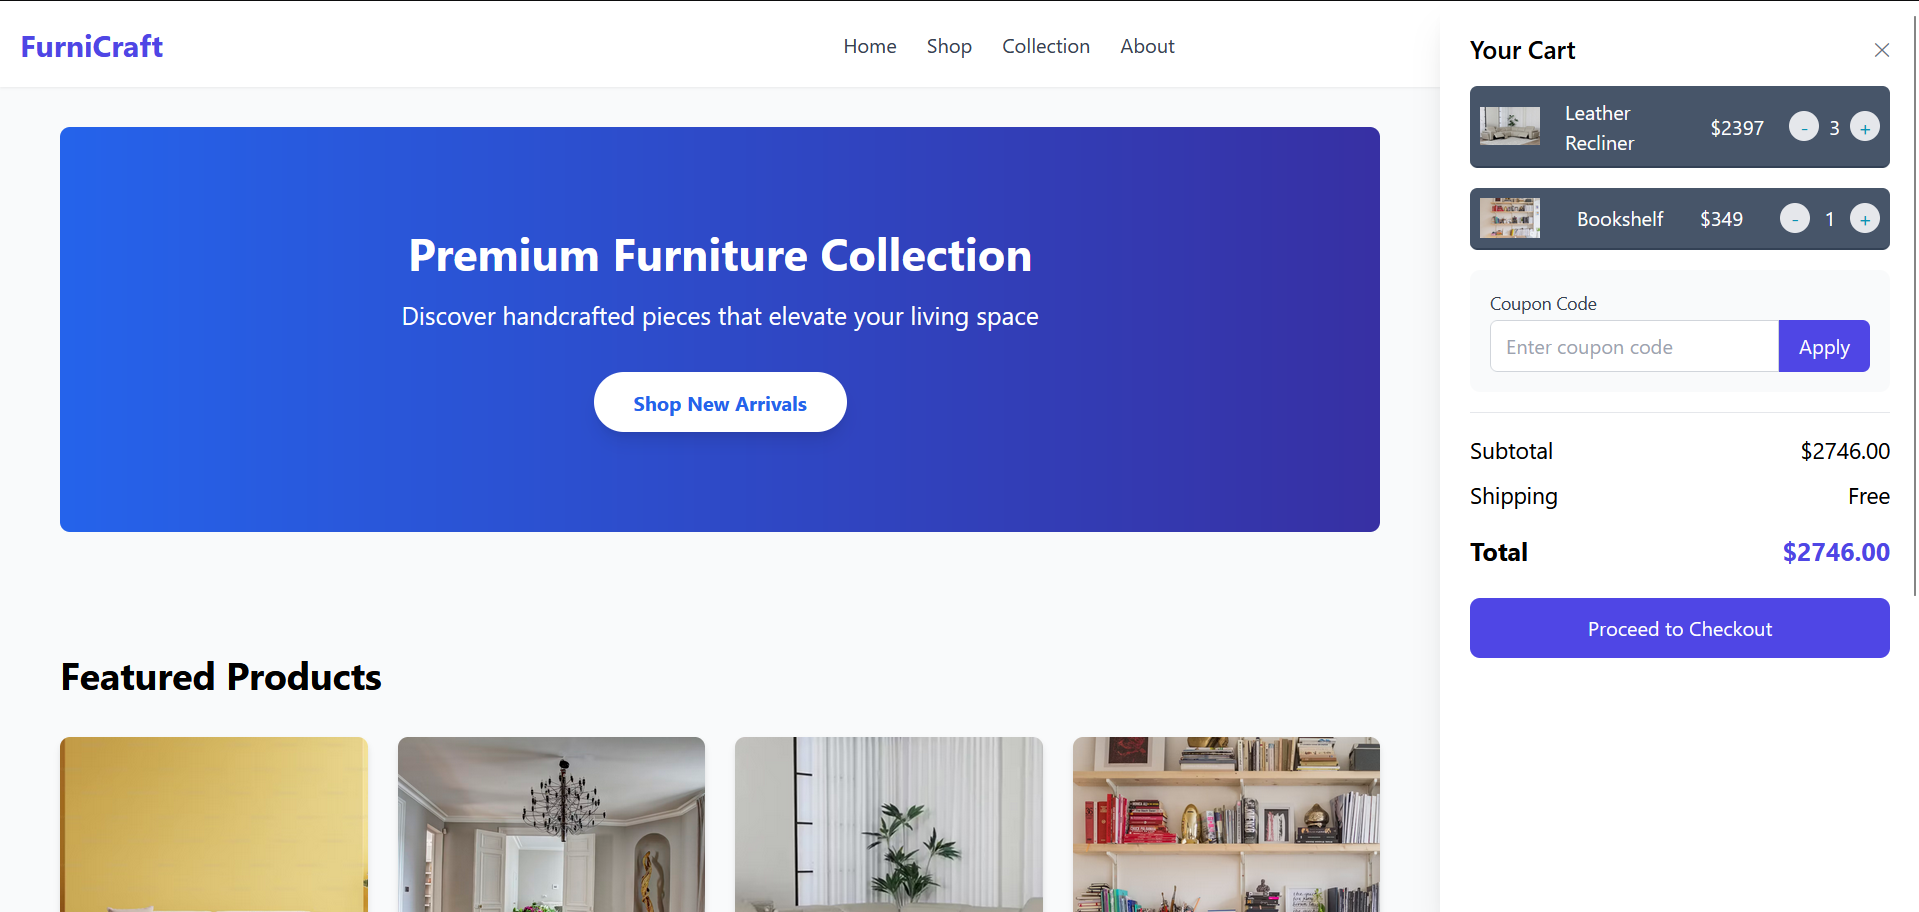 FurniCraft
Home Shop Collection About
Premium Furniture Collection
Discover handcrafted pieces that elevate your living space
Shop New Arrivals
Featured Products
Your Cart
Leather
Recliner
$2397 - 3 +
Bookshelf $349 - 1 +
Coupon Code
Enter coupon code Apply
Subtotal $2746.00
Shipping Free
Total $2746.00
Proceed to Checkout